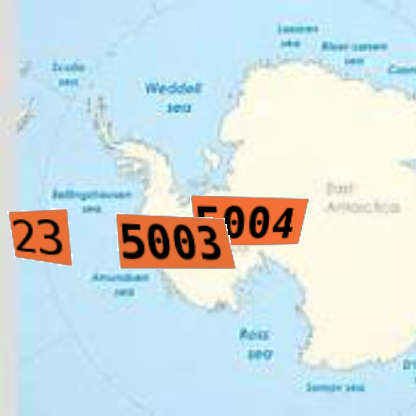 Lazarev
sea
Riiser-Larsen
sea
Scotia
sea
Weddell
sea
East
Antarctica
Bellingshausen
sea
5004
23
5003
Amundsen
sea
Ross
sea
Somov sea